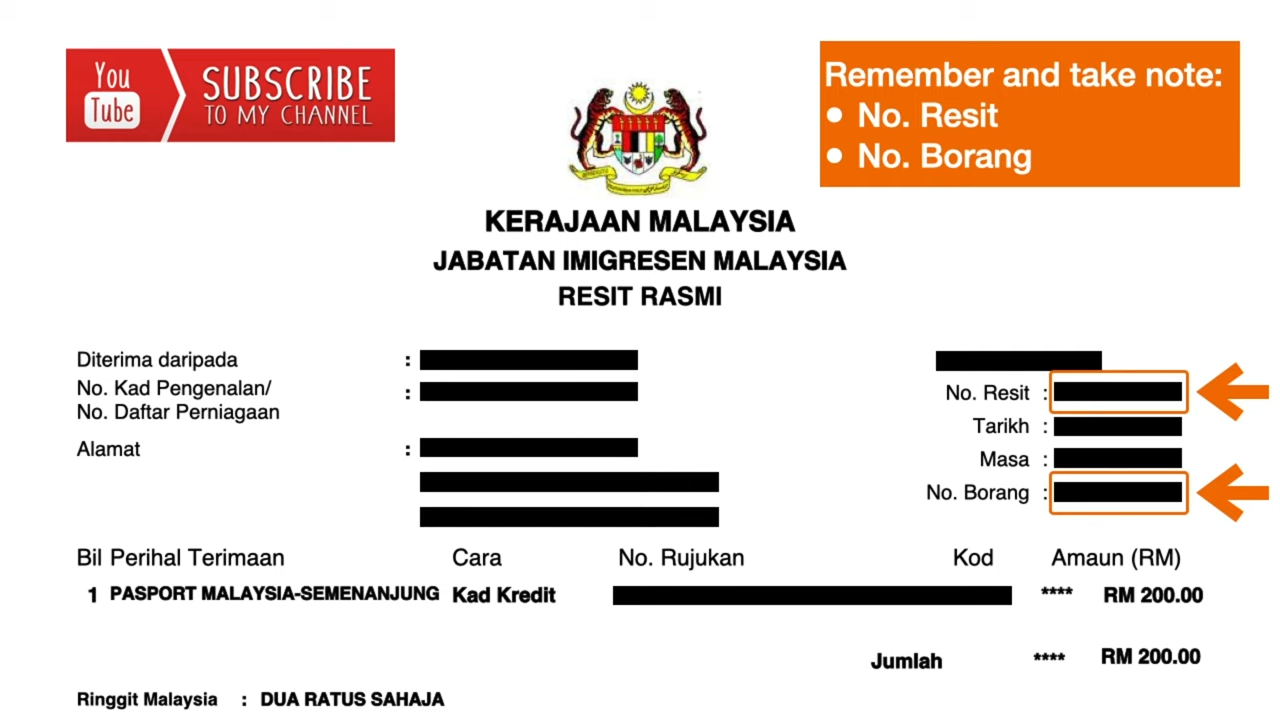 You
Tube
SUBSCRIBE
TO MY CHANNEL
Remember and take note:
● No. Resit
● No. Borang
KERAJAAN MALAYSIA
JABATAN IMIGRESEN MALAYSIA
RESIT RASMI
Diterima daripada :
No. Kad Pengenalan/ :
No. Daftar Perniagaan
Alamat :
No. Resit :
Tarikh :
Masa :
No. Borang :
Bil Perihal Terimaan Cara No. Rujukan Kod Amaun (RM)
1 PASPORT MALAYSIA-SEMENANJUNG Kad Kredit **** RM 200.00
Jumlah **** RM 200.00
Ringgit Malaysia : DUA RATUS SAHAJA